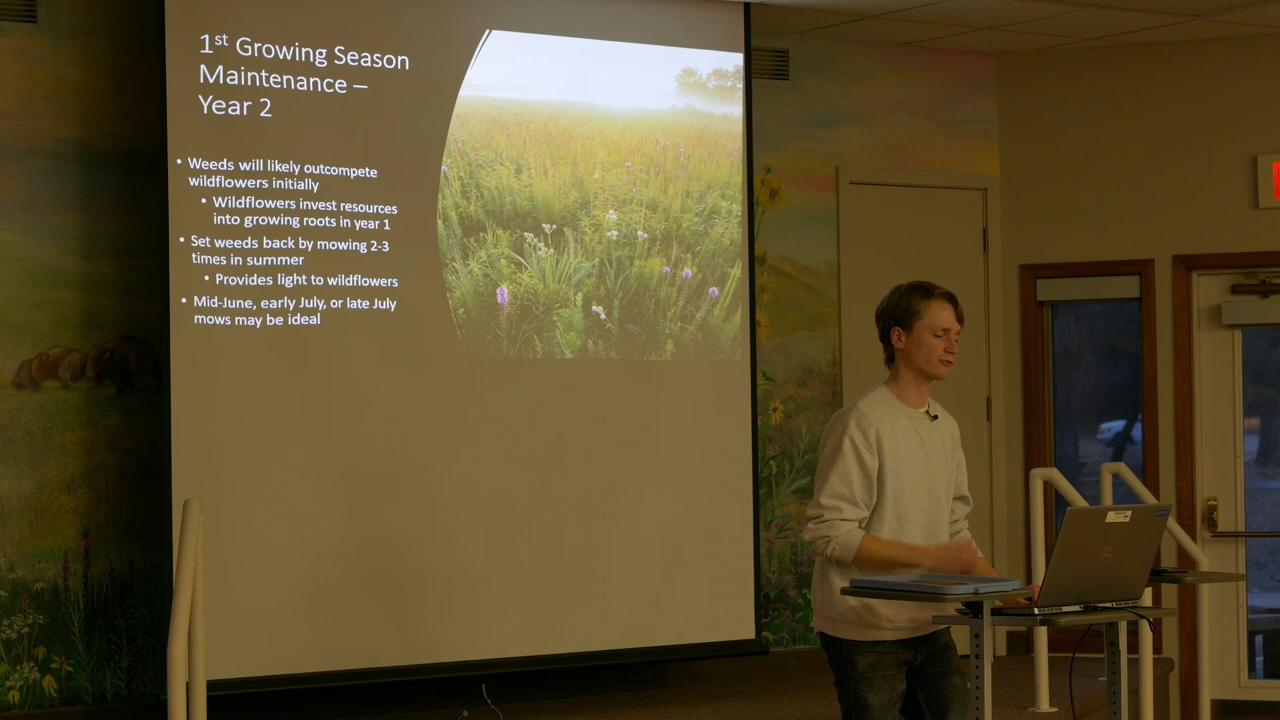 1st Growing Season
Maintenance –
Year 2
• Weeds will likely outcompete
wildflowers initially
• Wildflowers invest resources
into growing roots in year 1
• Set weeds back by mowing 2-3
times in summer
• Provides light to wildflowers
• Mid-June, early July, or late July
mows may be ideal